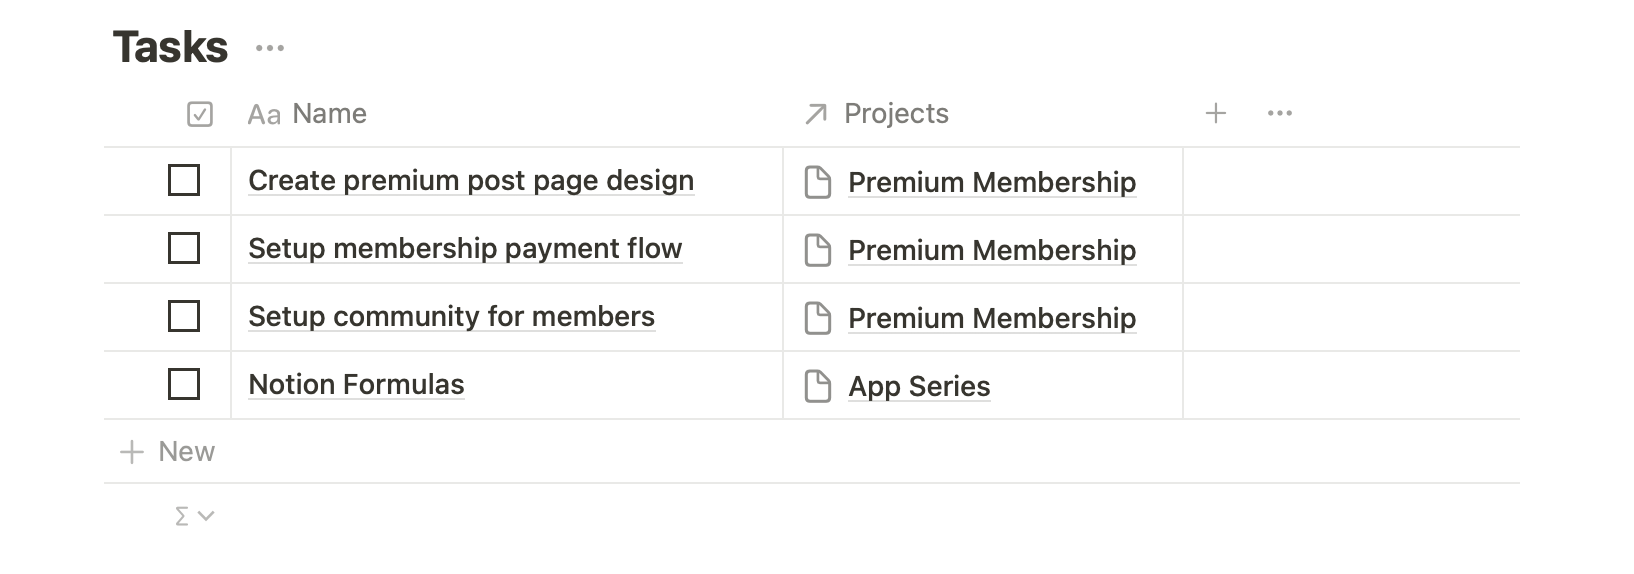 Tasks ...
Aa Name Projects + ...
Create premium post page design Premium Membership
Setup membership payment flow Premium Membership
Setup community for members Premium Membership
Notion Formulas App Series
+ New
Σ